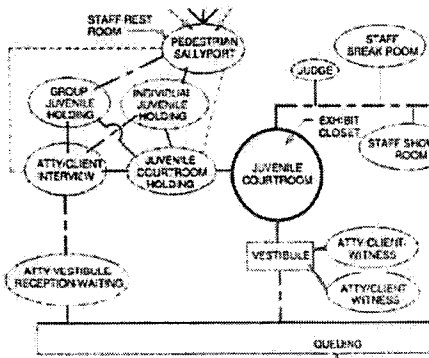 STAFF REST
ROOM
PEDESTRIAN
SALLYPORT
STAFF
BREAK ROOM
JUDGE
GROUP
JUVENILE
HOLDING
INDIVIDUAL
JUVENILE
HOLDING
EXHIBIT
CLOSET
STAFF SHOW
ROOM
ATTY/CLIENT
INTERVIEW
JUVENILE
COURTROOM
HOLDING
JUVENILE
COURTROOM
VESTIBULE
ATTY CLIENT
WITNESS
ATTY/CLIENT
WITNESS
ATTY VESTIBULE
RECEPTION WAITING
QUEUING